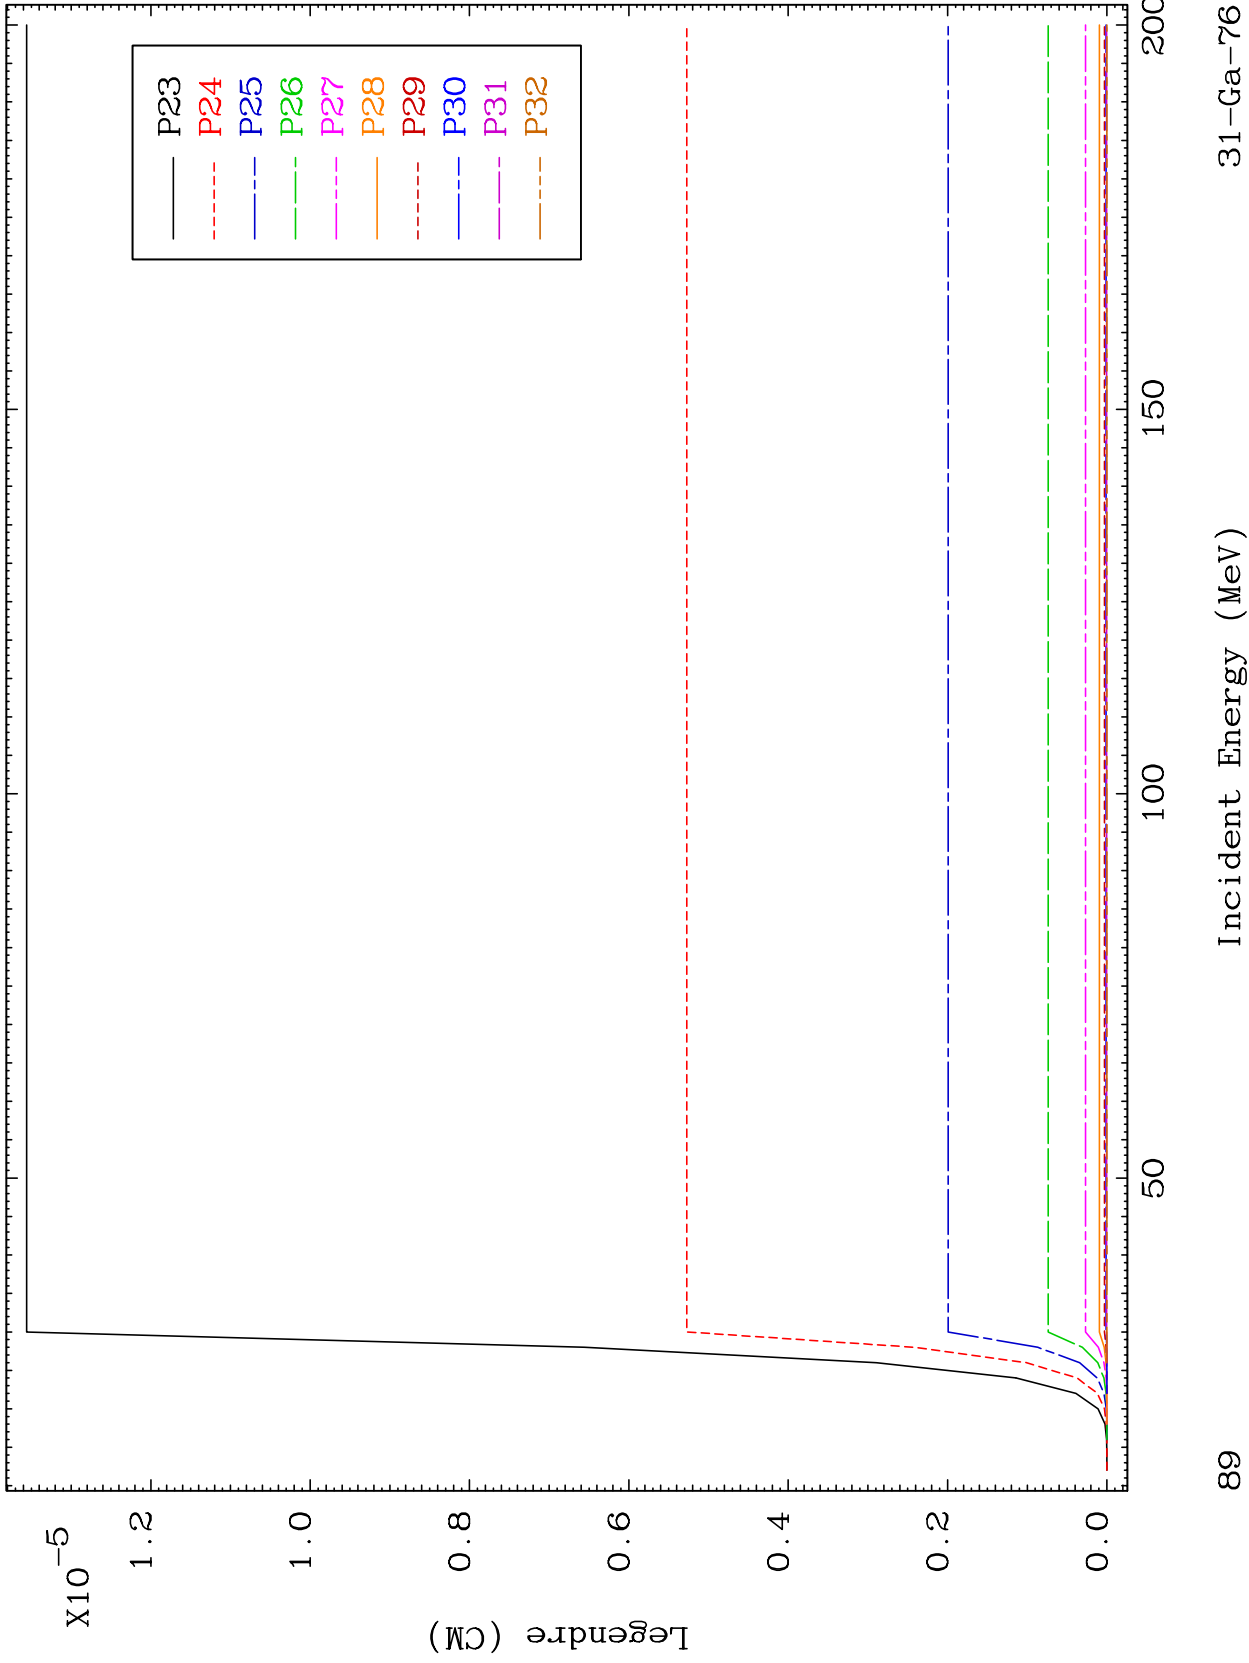 X10-5
Legendre (CM)
1.2
1.0
0.8
0.6
0.4
0.2
0.0
P23
P24
P25
P26
P27
P28
P29
P30
P31
P32
50
100
150
200
Incident Energy (MeV)
89
31-Ga-76